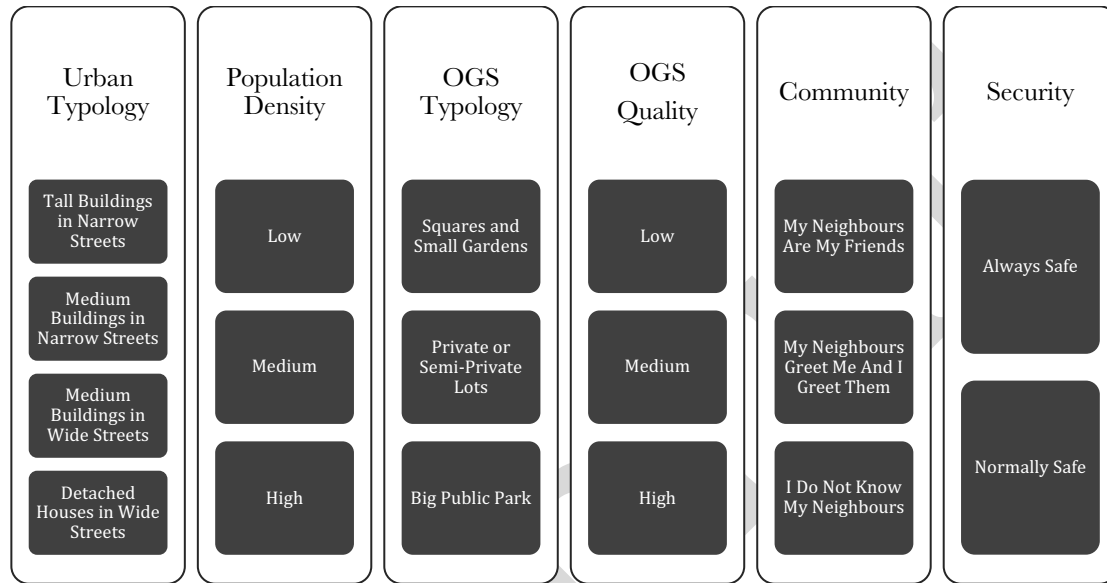 Urban
Typology
Tall Buildings
in Narrow
Streets
Medium
Buildings in
Narrow Streets
Medium
Buildings in
Wide Streets
Detached
Houses in Wide
Streets
Population
Density
Low
Medium
High
OGS
Typology
Squares and
Small Gardens
Private or
Semi-Private
Lots
Big Public Park
OGS
Quality
Low
Medium
High
Community
My Neighbours
Are My Friends
My Neighbours
Greet Me And I
Greet Them
I Do Not Know
My Neighbours
Security
Always Safe
Normally Safe